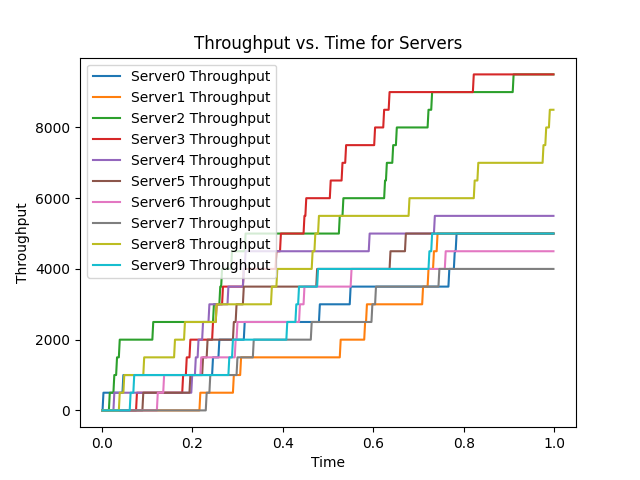 Throughput vs. Time for Servers
Server0 Throughput
Server1 Throughput
Server2 Throughput
Server3 Throughput
Server4 Throughput
Server5 Throughput
Server6 Throughput
Server7 Throughput
Server8 Throughput
Server9 Throughput
Throughput
8000
6000
4000
2000
0
0.0 0.2 0.4 0.6 0.8 1.0
Time